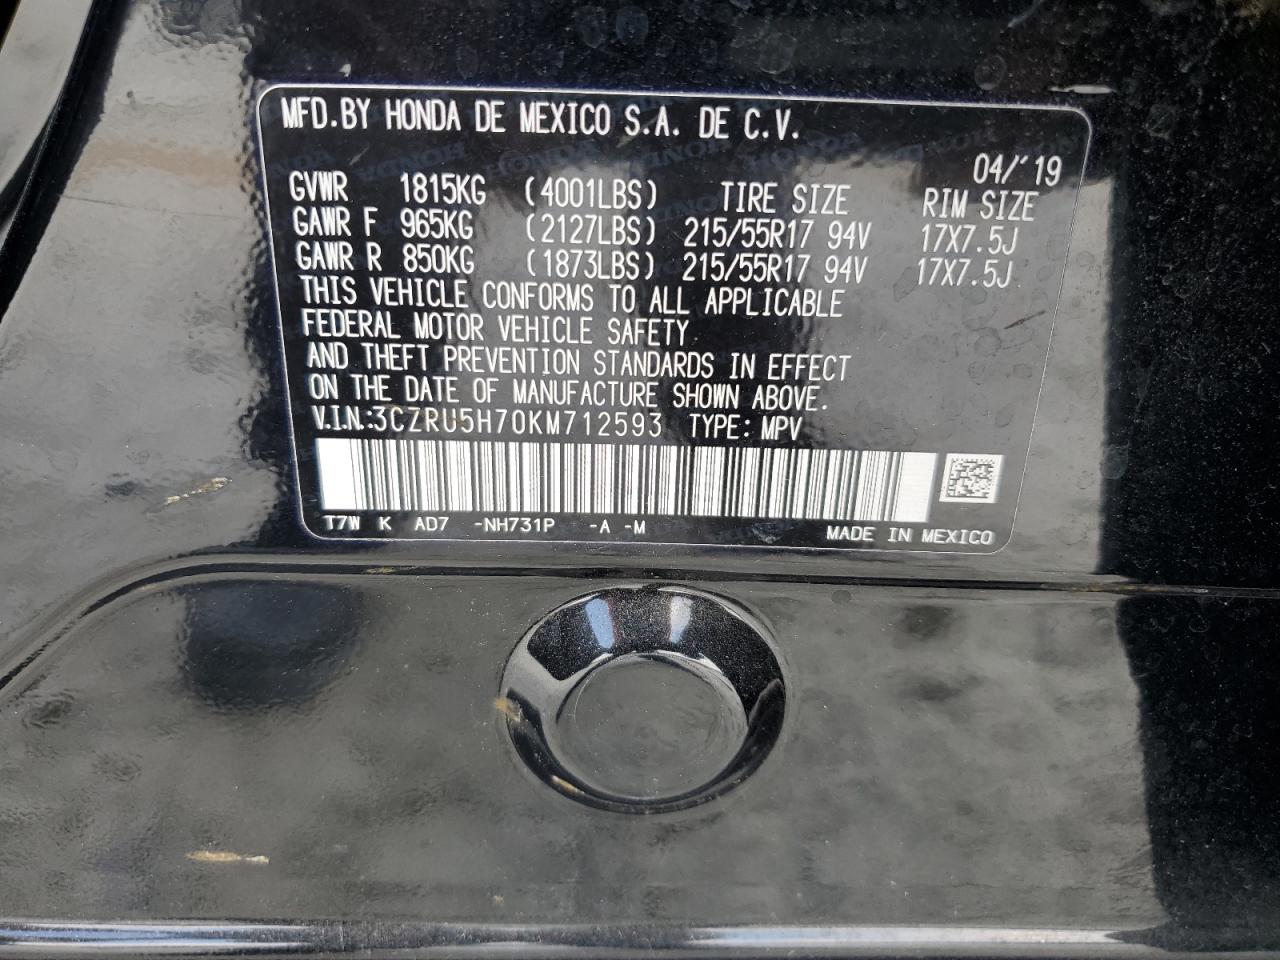 MFD.BY HONDA DE MEXICO S.A. DE C.V.
04/'19
GVWR 1815KG (4001LBS) TIRE SIZE RIM SIZE
GAWR F 965KG (2127LBS) 215/55R17 94V 17X7.5J
GAWR R 850KG (1873LBS) 215/55R17 94V 17X7.5J
THIS VEHICLE CONFORMS TO ALL APPLICABLE
FEDERAL MOTOR VEHICLE SAFETY
AND THEFT PREVENTION STANDARDS IN EFFECT
ON THE DATE OF MANUFACTURE SHOWN ABOVE.
V.I.N:3CZRU5H70KM712593 TYPE: MPV
T7W K AD7 -NH731P -A -M MADE IN MEXICO